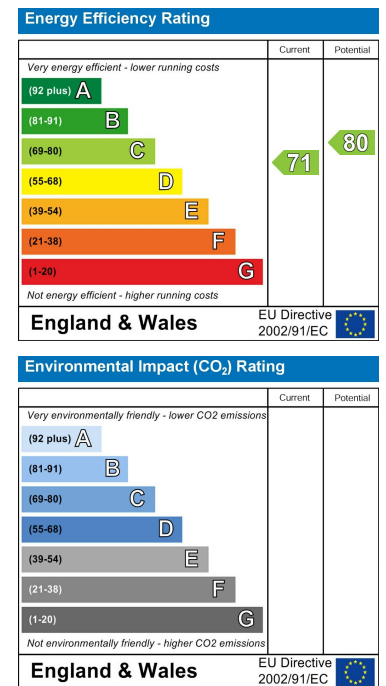 Energy Efficiency Rating
Current Potential
Very energy efficient - lower running costs
(92 plus) A
(81-91) B
(69-80) C
(55-68) D
(39-54) E
(21-38) F
(1-20) G
80
71
Not energy efficient - higher running costs
England & Wales
EU Directive
2002/91/EC
Environmental Impact (CO₂) Rating
Current Potential
Very environmentally friendly - lower CO2 emissions
(92 plus) A
(81-91) B
(69-80) C
(55-68) D
(39-54) E
(21-38) F
(1-20) G
Not environmentally friendly - higher CO2 emissions
England & Wales
EU Directive
2002/91/EC